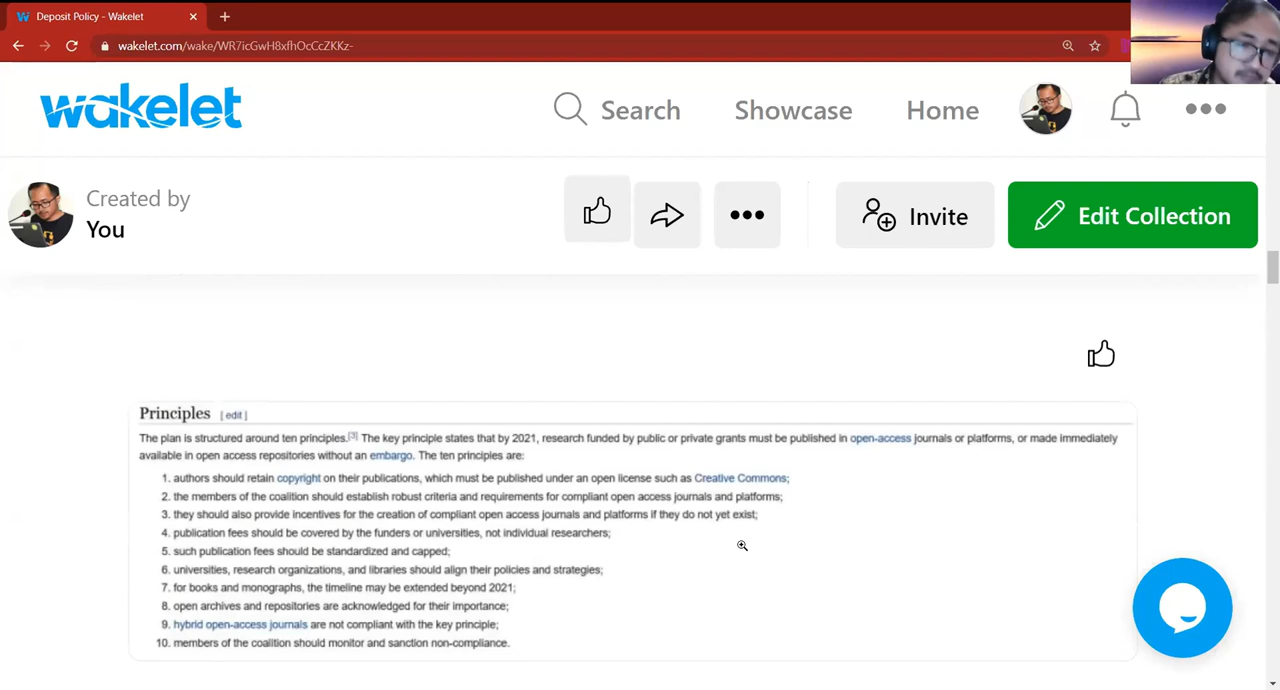 Deposit Policy - Wakelet
wakelet.com/wake/WR7icGwH8xfhOcCcZKKz-
wakelet
Search
Showcase
Home
Created by
You
Invite
Edit Collection
Principles [ edit ]
The plan is structured around ten principles.[3] The key principle states that by 2021, research funded by public or private grants must be published in open-access journals or platforms, or made immediately
available in open access repositories without an embargo. The ten principles are:
1. authors should retain copyright on their publications, which must be published under an open license such as Creative Commons;
2. the members of the coalition should establish robust criteria and requirements for compliant open access journals and platforms;
3. they should also provide incentives for the creation of compliant open access journals and platforms if they do not yet exist;
4. publication fees should be covered by the funders or universities, not individual researchers;
5. such publication fees should be standardized and capped;
6. universities, research organizations, and libraries should align their policies and strategies;
7. for books and monographs, the timeline may be extended beyond 2021;
8. open archives and repositories are acknowledged for their importance;
9. hybrid open-access journals are not compliant with the key principle;
10. members of the coalition should monitor and sanction non-compliance.